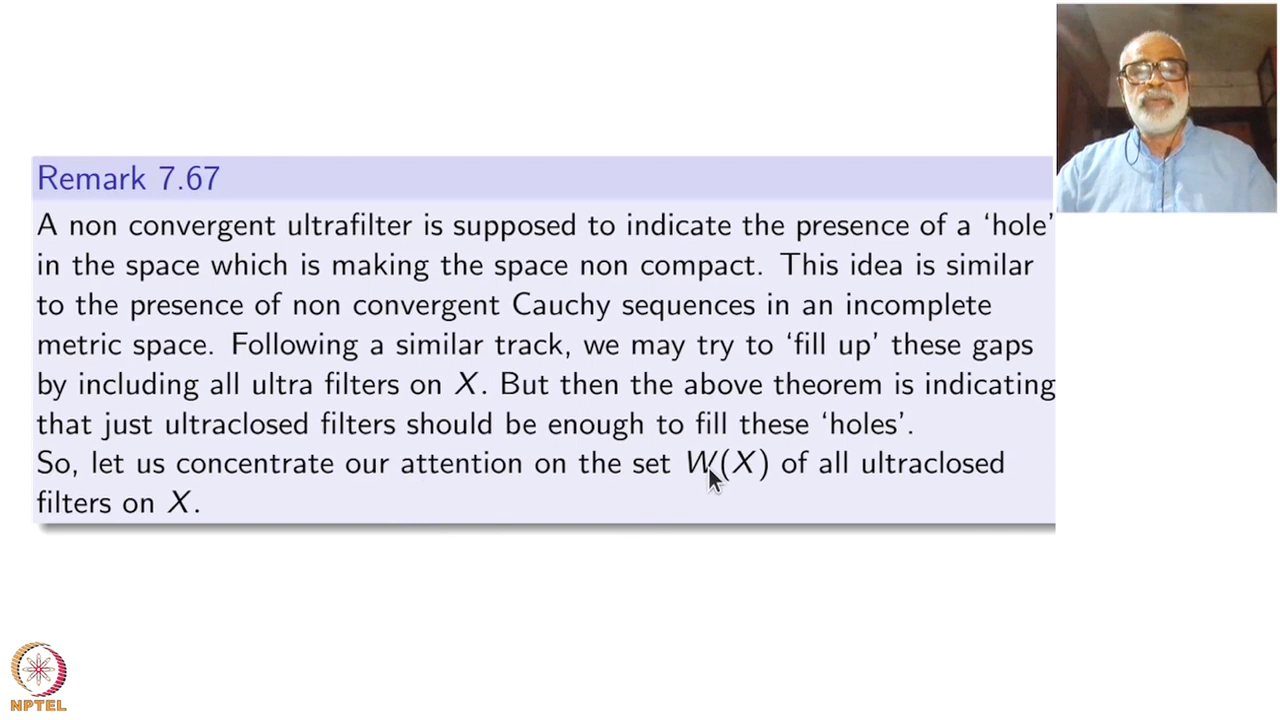 Remark 7.67
A non convergent ultrafilter is supposed to indicate the presence of a ‘hole’
in the space which is making the space non compact. This idea is similar
to the presence of non convergent Cauchy sequences in an incomplete
metric space. Following a similar track, we may try to ‘fill up’ these gaps
by including all ultra filters on X. But then the above theorem is indicating
that just ultraclosed filters should be enough to fill these ‘holes’.
So, let us concentrate our attention on the set W(X) of all ultraclosed
filters on X.
NPTEL